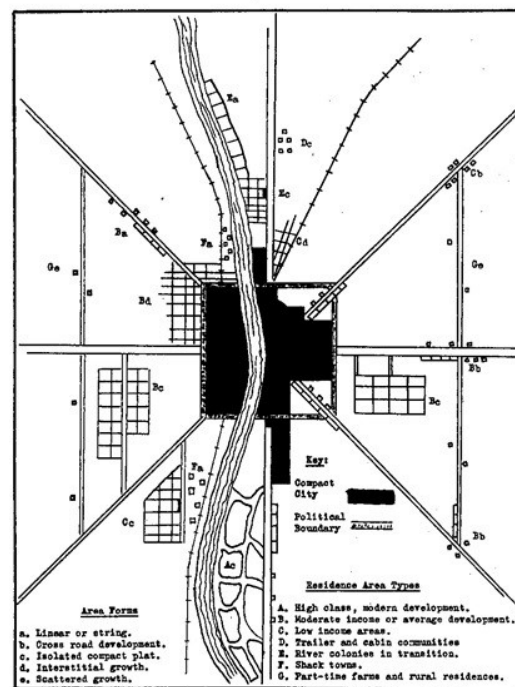 Ea
Dc
Ec
Cb
Ba
Fa
Cd
Ge
Ge
Bd
Bb
Bc
Bc
Fa
Key:
Compact
City
Cc
Political
Boundary
Bb
Ac
Residence Area Types
A. High class, modern development.
B. Moderate income or average development.
C. Low income areas.
D. Trailer and cabin communities
E. River colonies in transition.
F. Shack towns.
G. Part-time farms and rural residences.
Area Forms
a. Linear or string.
b. Cross road development.
c. Isolated compact plat.
d. Interstitial growth.
e. Scattered growth.